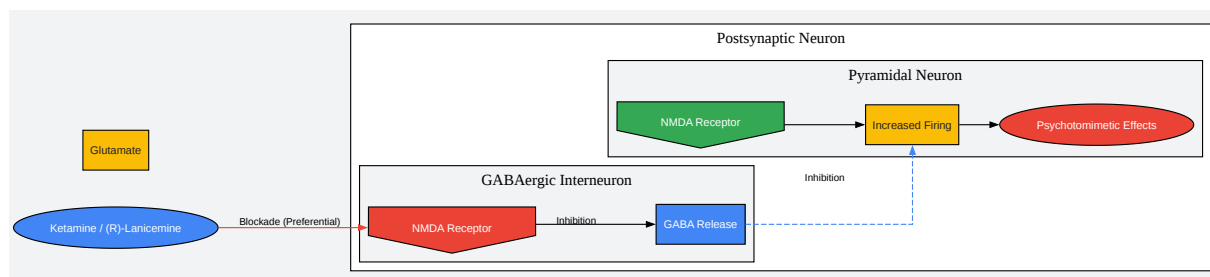 Postsynaptic Neuron
Pyramidal Neuron
NMDA Receptor
Increased Firing
Psychotomimetic Effects
Glutamate
GABAergic Interneuron
Inhibition
Ketamine / (R)-Lanicemine
Blockade (Preferential)
NMDA Receptor
Inhibition
GABA Release